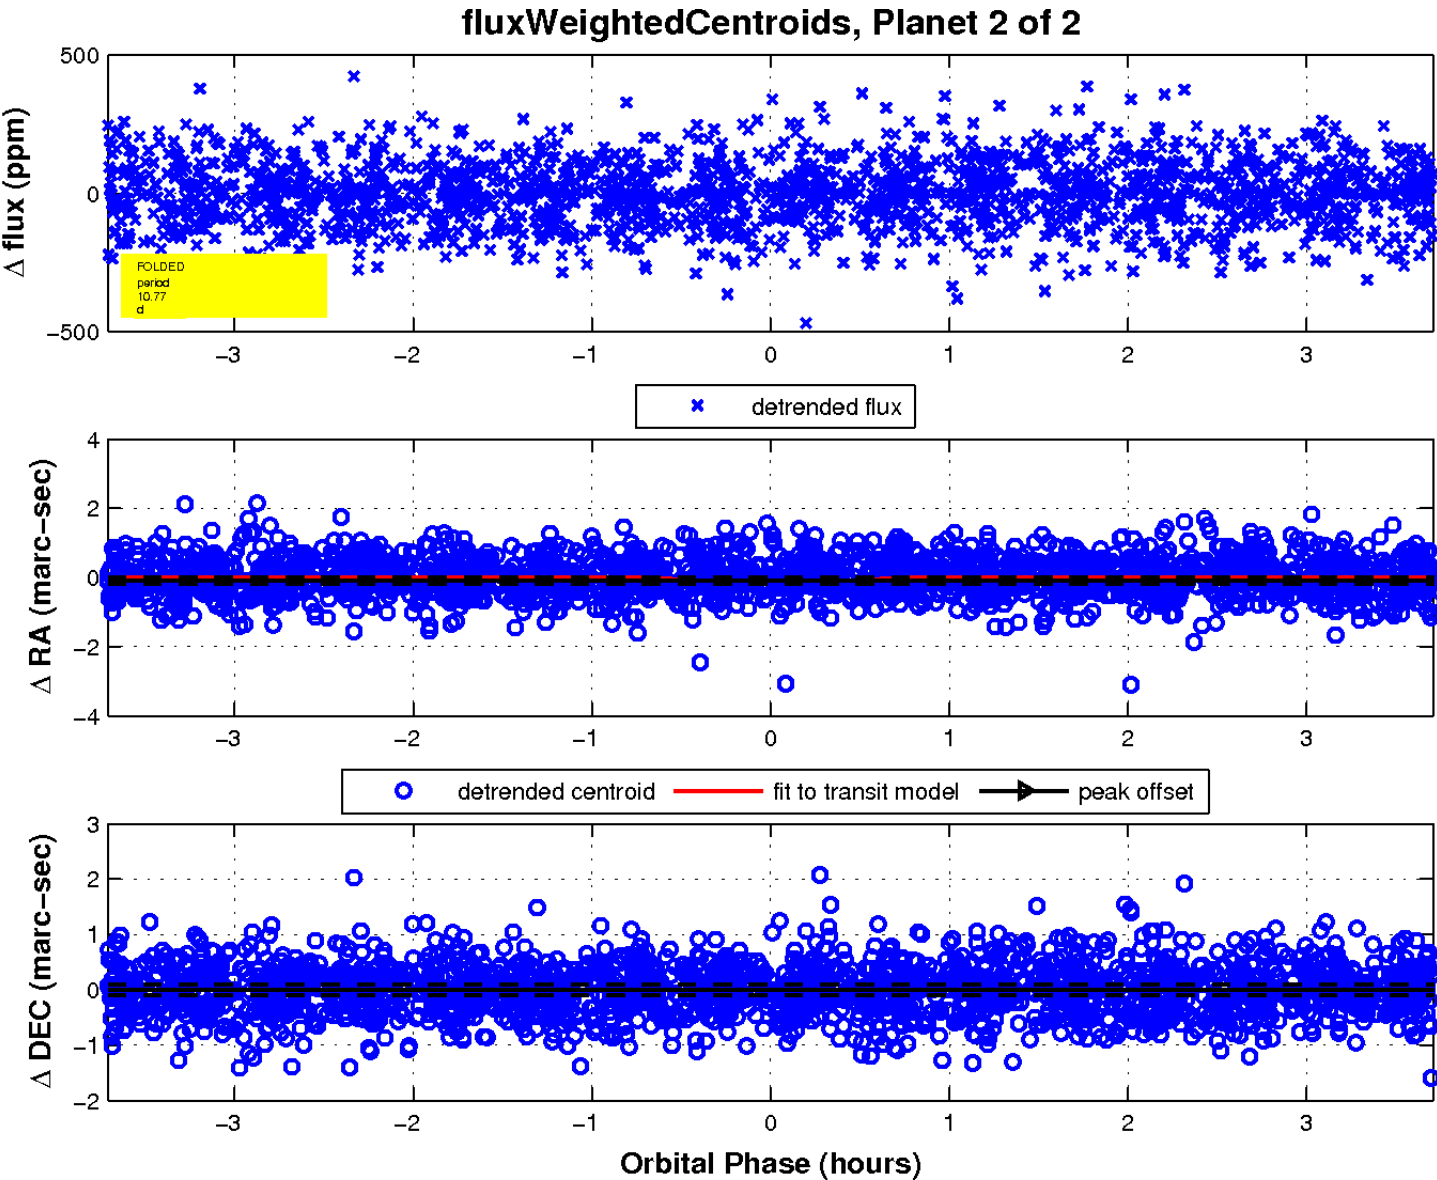 fluxWeightedCentroids, Planet 2 of 2
Δ flux (ppm)
500
0
−500
FOLDED
period
10.77
d
−3 −2 −1 0 1 2 3
detrended flux
Δ RA (marc−sec)
4
2
0
−2
−4
−3 −2 −1 0 1 2 3
detrended centroid fit to transit model peak offset
Δ DEC (marc−sec)
3
2
1
0
−1
−2
−3 −2 −1 0 1 2 3
Orbital Phase (hours)